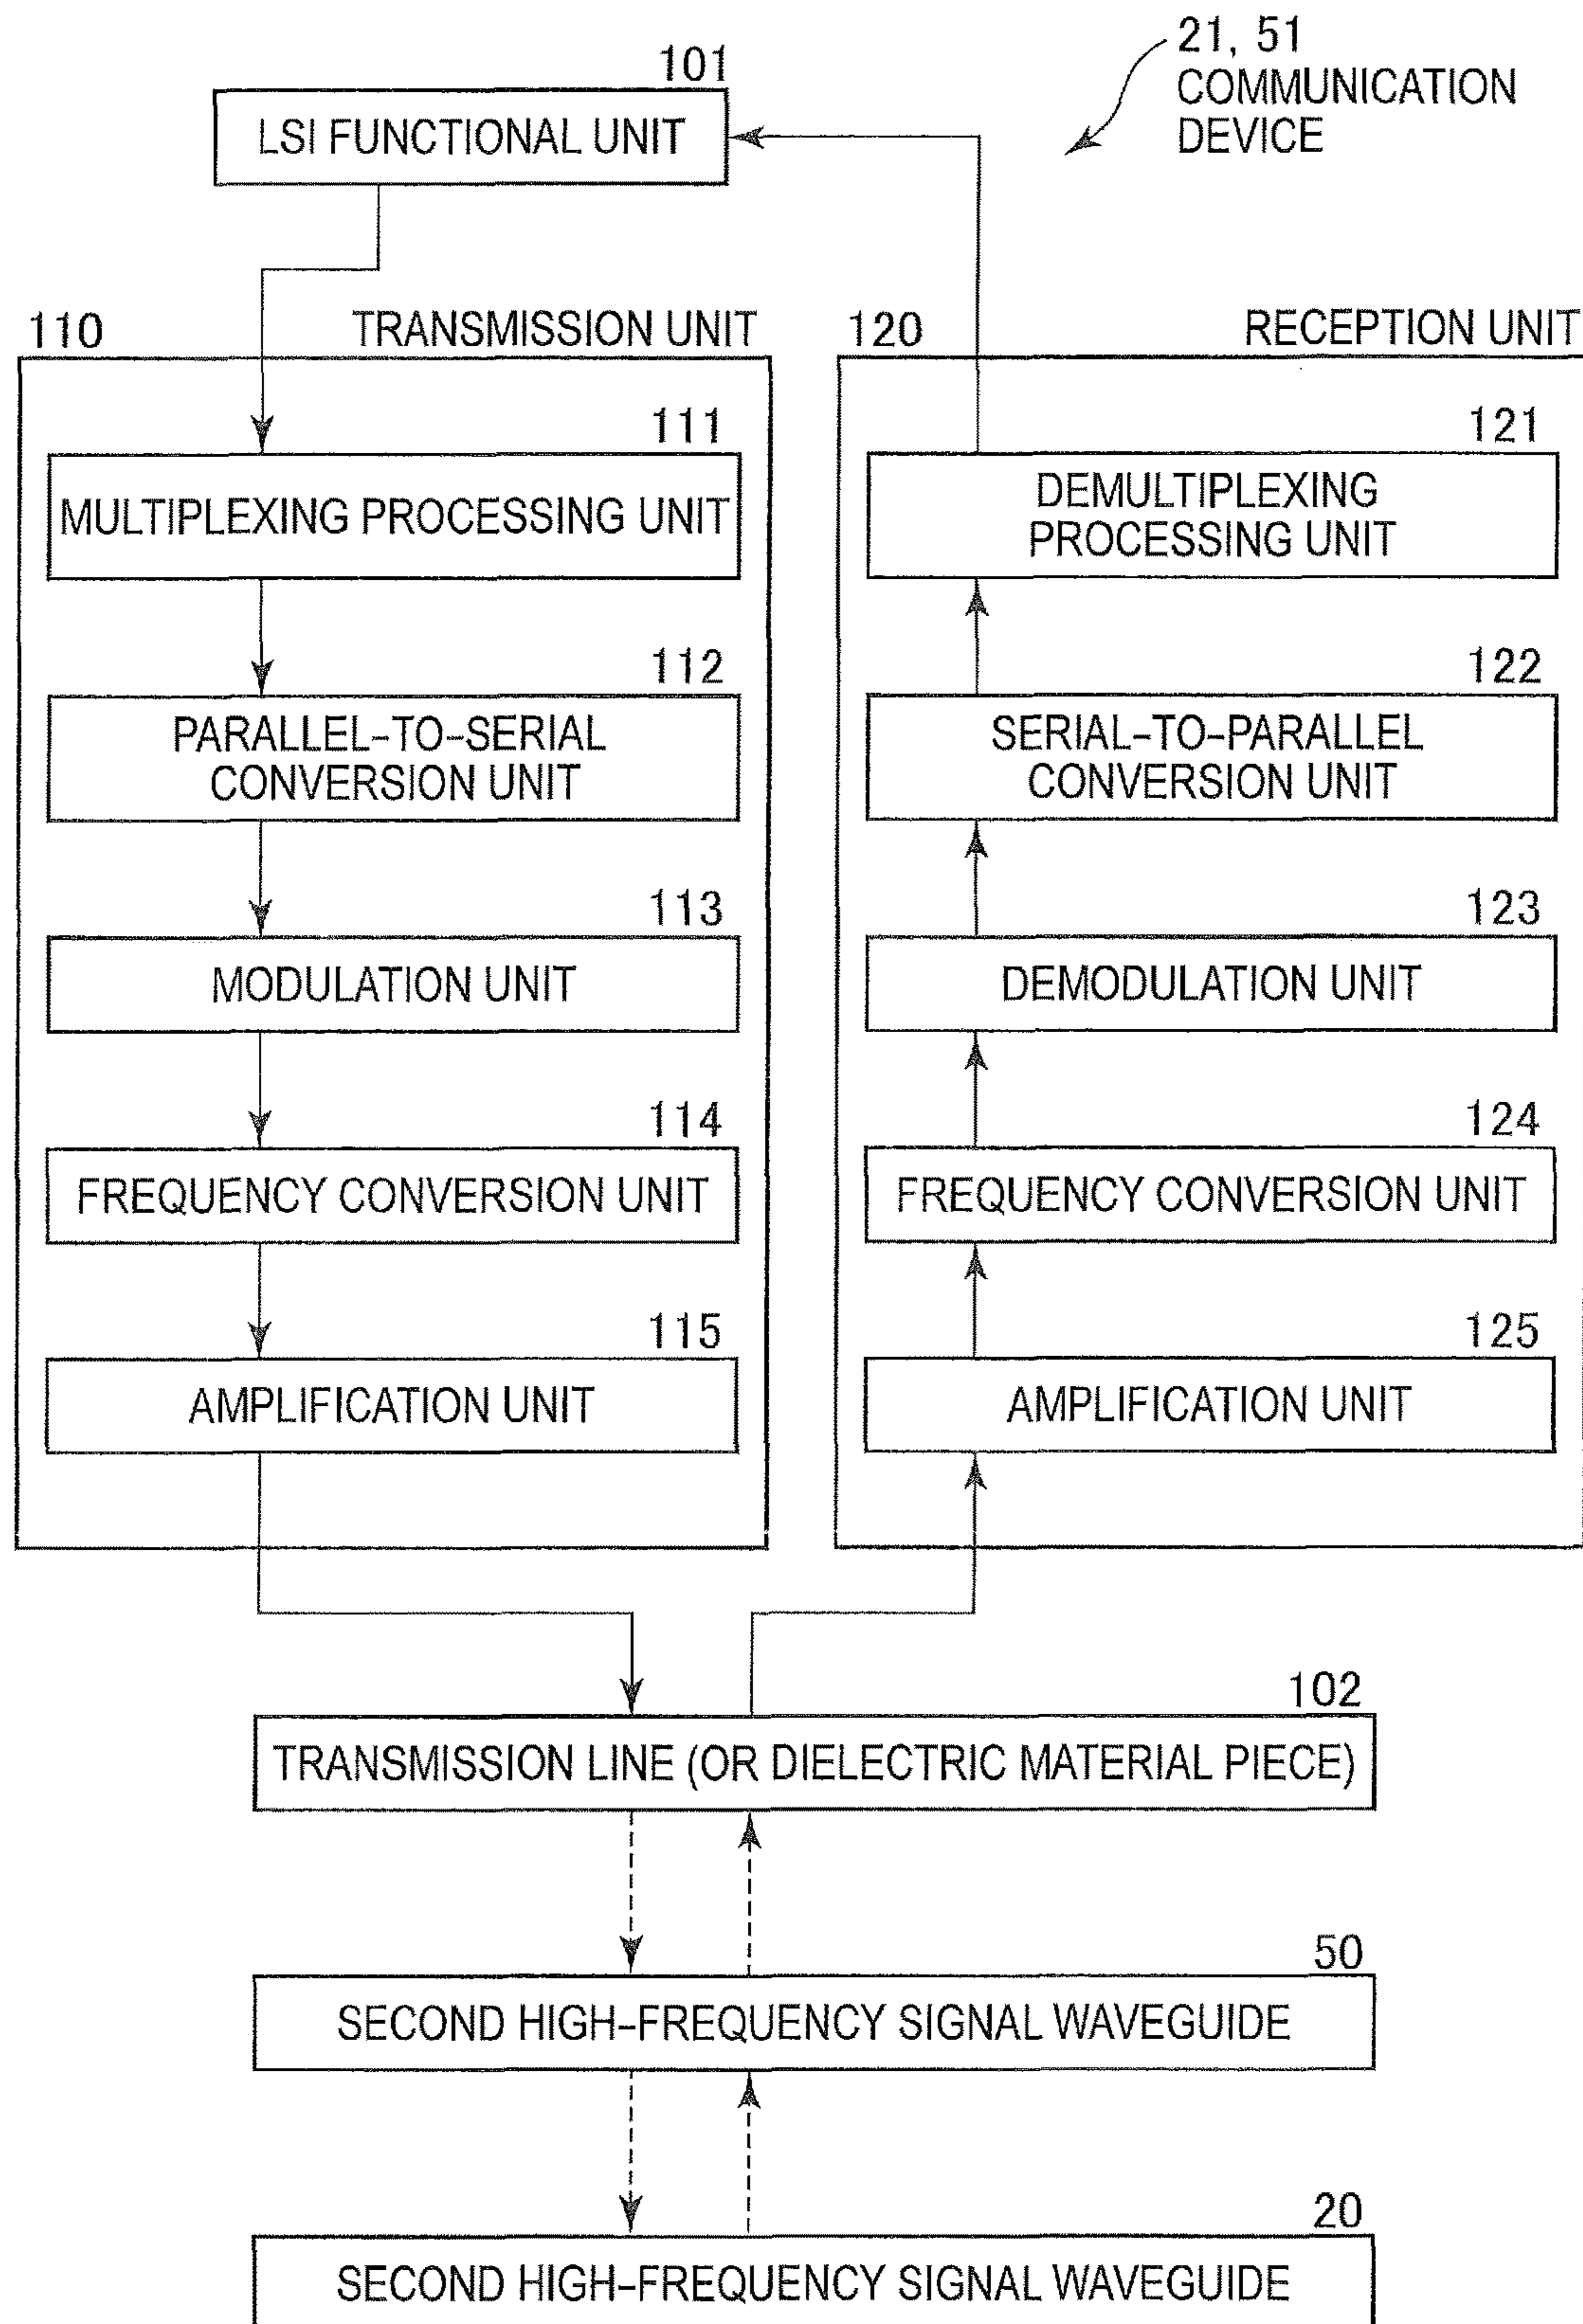 21, 51
COMMUNICATION
DEVICE
101
LSI FUNCTIONAL UNIT
110
TRANSMISSION UNIT
111
MULTIPLEXING PROCESSING UNIT
112
PARALLEL-TO-SERIAL
CONVERSION UNIT
113
MODULATION UNIT
114
FREQUENCY CONVERSION UNIT
115
AMPLIFICATION UNIT
120
RECEPTION UNIT
121
DEMULTIPLEXING
PROCESSING UNIT
122
SERIAL-TO-PARALLEL
CONVERSION UNIT
123
DEMODULATION UNIT
124
FREQUENCY CONVERSION UNIT
125
AMPLIFICATION UNIT
102
TRANSMISSION LINE (OR DIELECTRIC MATERIAL PIECE)
50
SECOND HIGH-FREQUENCY SIGNAL WAVEGUIDE
20
SECOND HIGH-FREQUENCY SIGNAL WAVEGUIDE